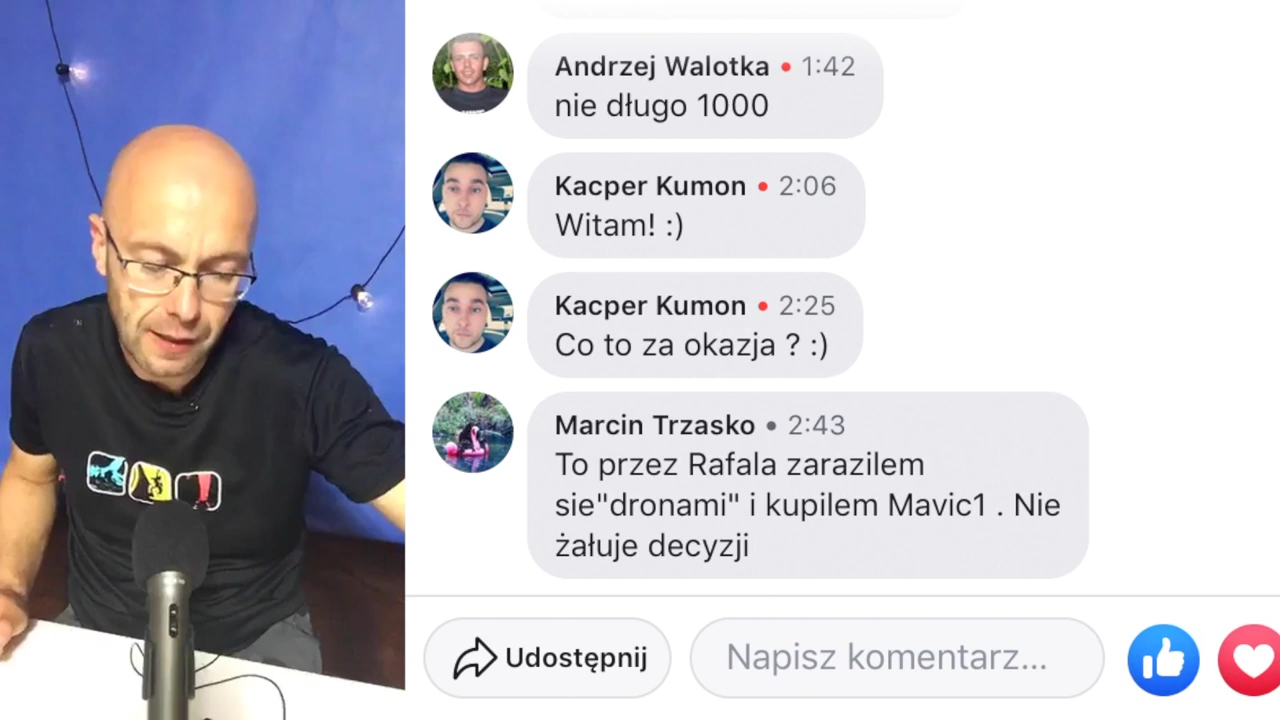 Andrzej Walotka • 1:42
nie długo 1000
Kacper Kumon • 2:06
Witam! :)
Kacper Kumon • 2:25
Co to za okazja ? :)
Marcin Trzasko • 2:43
To przez Rafala zarazilem
sie"dronami" i kupilem Mavic1 . Nie
żałuje decyzji
Udostępnij
Napisz komentarz...